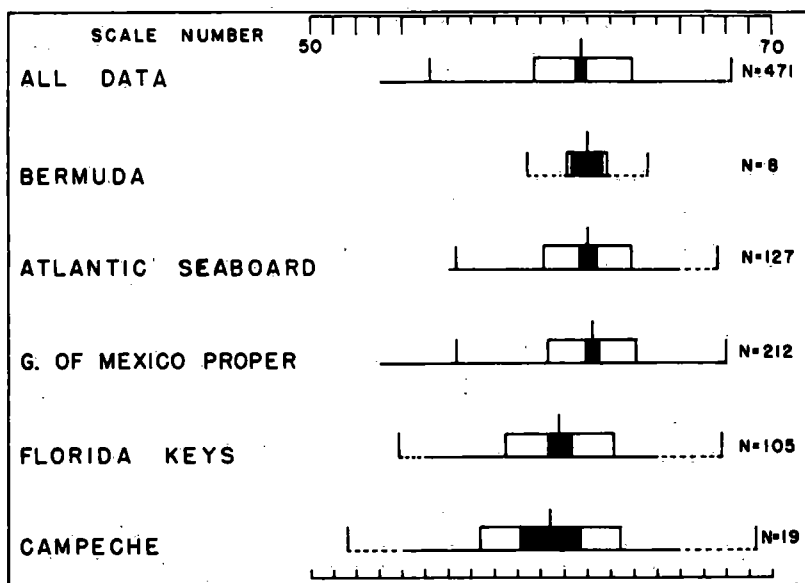 SCALE NUMBER
50
70
ALL DATA
N=471
BERMUDA
N=8
ATLANTIC SEABOARD
N=127
G. OF MEXICO PROPER
N=212
FLORIDA KEYS
N=105
CAMPECHE
N=19